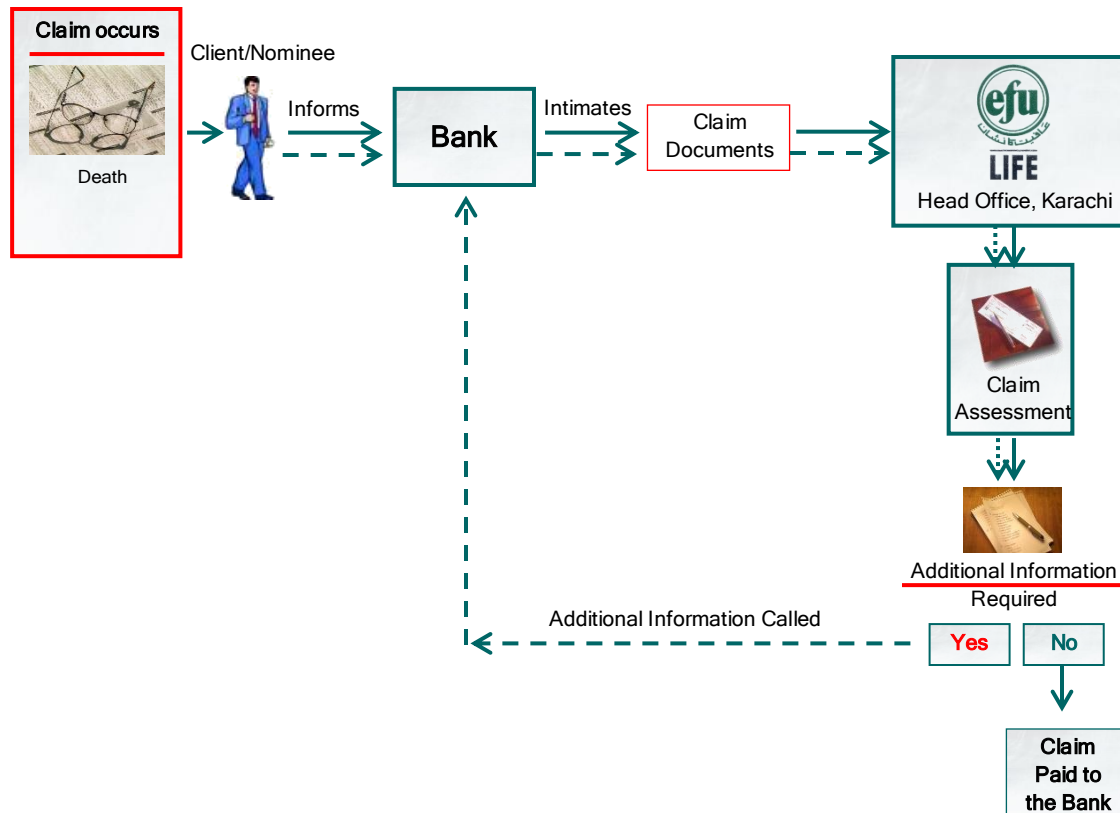 Claim occurs
Death
Client/Nominee
Informs
Bank
Intimates
Claim
Documents
efu
LIFE
Head Office, Karachi
Claim
Assessment
Additional Information
Required
Additional Information Called
Yes
No
Claim
Paid to
the Bank